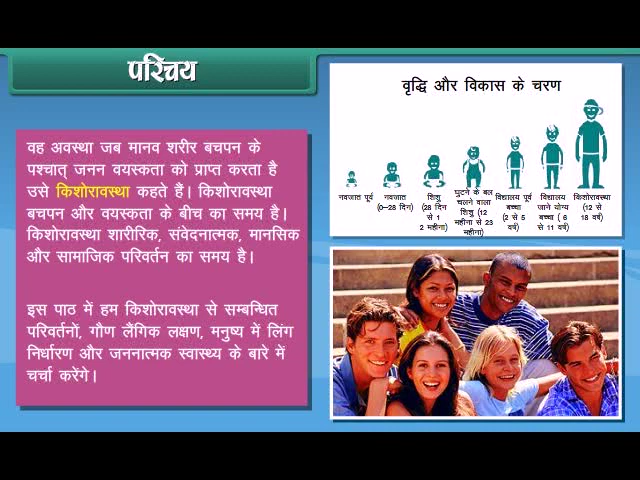 परिचय
वह अवस्था जब मानव शरीर बचपन के
पश्चात् जनन वयस्कता को प्राप्त करता है
उसे किशोरावस्था कहते हैं। किशोरावस्था
बचपन और वयस्कता के बीच का समय है।
किशोरावस्था शारीरिक, संवेदनात्मक, मानसिक
और सामाजिक परिवर्तन का समय है।
इस पाठ में हम किशोरावस्था से सम्बन्धित
परिवर्तनों, गौण लैंगिक लक्षण, मनुष्य में लिंग
निर्धारण और जननात्मक स्वास्थ्य के बारे में
चर्चा करेंगे।
वृद्धि और विकास के चरण
नवजात पूर्व
नवजात
(0–28 दिन)
शिशु
(28 दिन
से 1
2 महीना)
घुटने के बल
चलने वाला
शिशु (12
महीना से 23
महीना)
विद्यालय पूर्व
बच्चा
(2 से 5
वर्ष)
विद्यालय
जाने योग्य
बच्चा (6
से 11 वर्ष)
किशोरावस्था
(12 से
18 वर्ष)